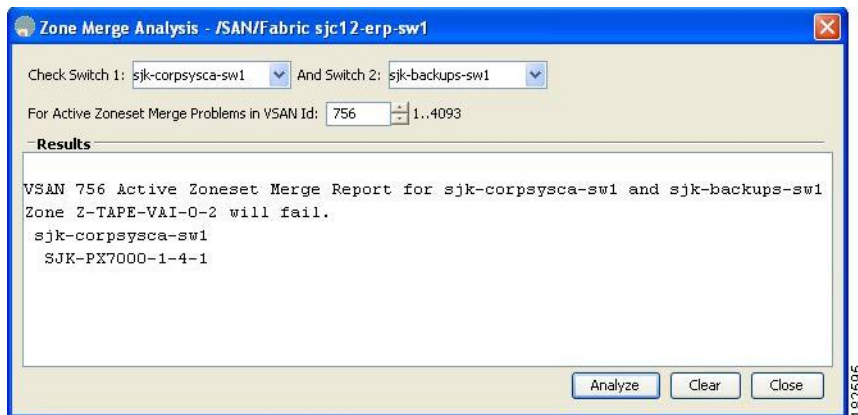 Zone Merge Analysis - /SAN/Fabric sjc12-erp-sw1
Check Switch 1: sjk-corpsysca-sw1 And Switch 2: sjk-backups-sw1
For Active Zoneset Merge Problems in VSAN Id: 756 1..4093
Results
VSAN 756 Active Zoneset Merge Report for sjk-corpsysca-sw1 and sjk-backups-sw1
Zone Z-TAPE-VAI-0-2 will fail.
sjk-corpsysca-sw1
SJK-PX7000-1-4-1
Analyze Clear Close